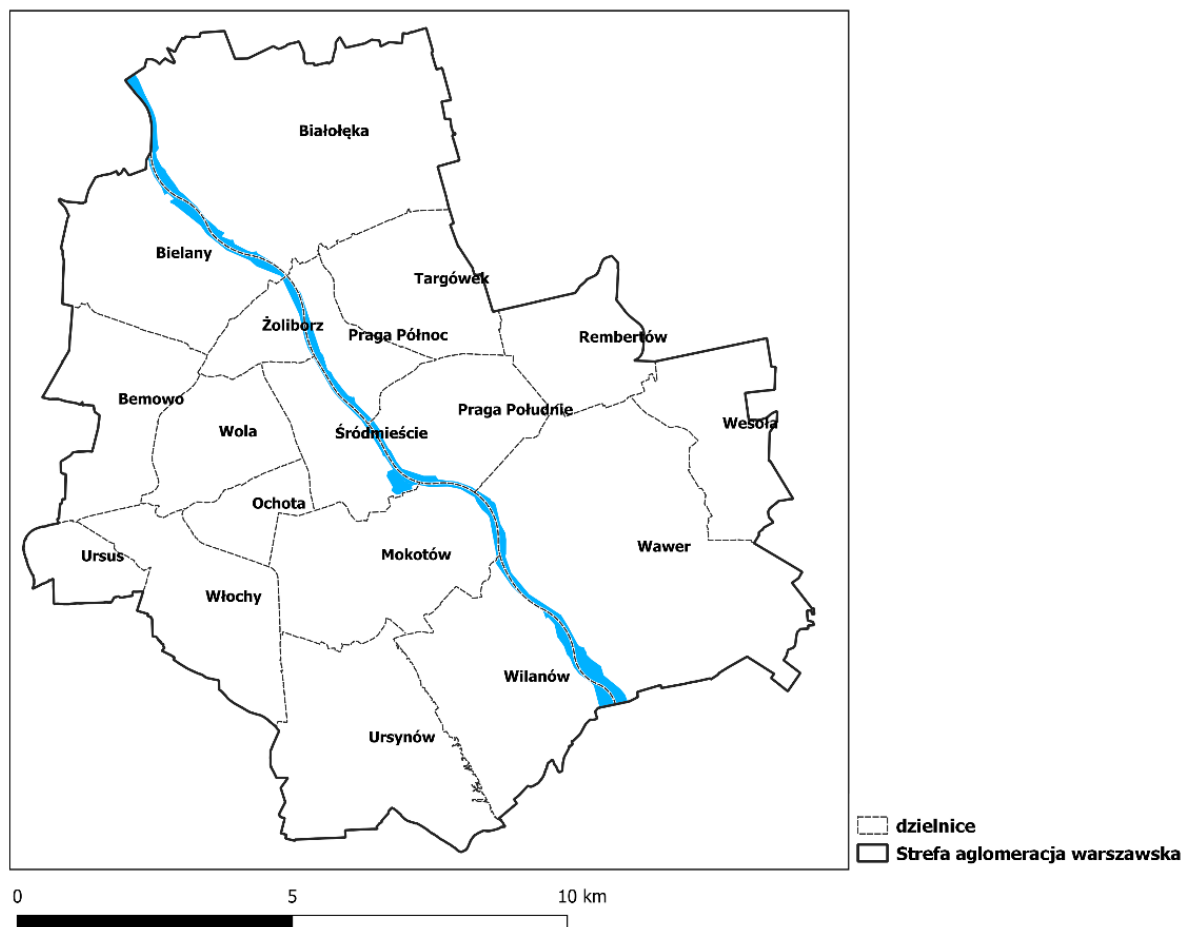 Białołęka
Bielany
Targówek
Żoliborz
Praga Północ
Rembertów
Bemowo
Praga Południe
Wola
Śródmieście
Wesoła
Ochota
Ursus
Mokotów
Wawer
Włochy
Wilanów
Ursynów
dzielnice
Strefa aglomeracja warszawska
0 5 10 km